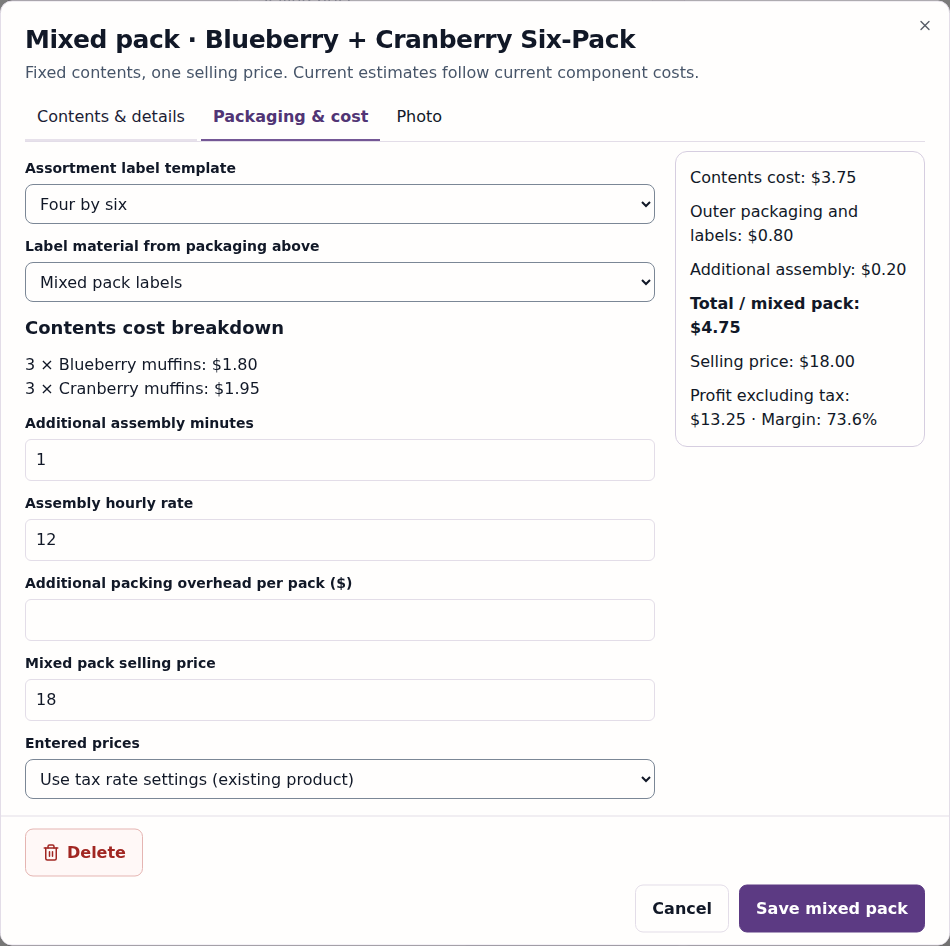 Mixed pack · Blueberry + Cranberry Six-Pack
Fixed contents, one selling price. Current estimates follow current component costs.
Contents & details
Packaging & cost
Photo
Assortment label template
Four by six
Label material from packaging above
Mixed pack labels
Contents cost breakdown
3 × Blueberry muffins: $1.80
3 × Cranberry muffins: $1.95
Additional assembly minutes
1
Assembly hourly rate
12
Additional packing overhead per pack ($)
Mixed pack selling price
18
Entered prices
Use tax rate settings (existing product)
Contents cost: $3.75
Outer packaging and
labels: $0.80
Additional assembly: $0.20
Total / mixed pack:
$4.75
Selling price: $18.00
Profit excluding tax:
$13.25 · Margin: 73.6%
Delete
Cancel
Save mixed pack